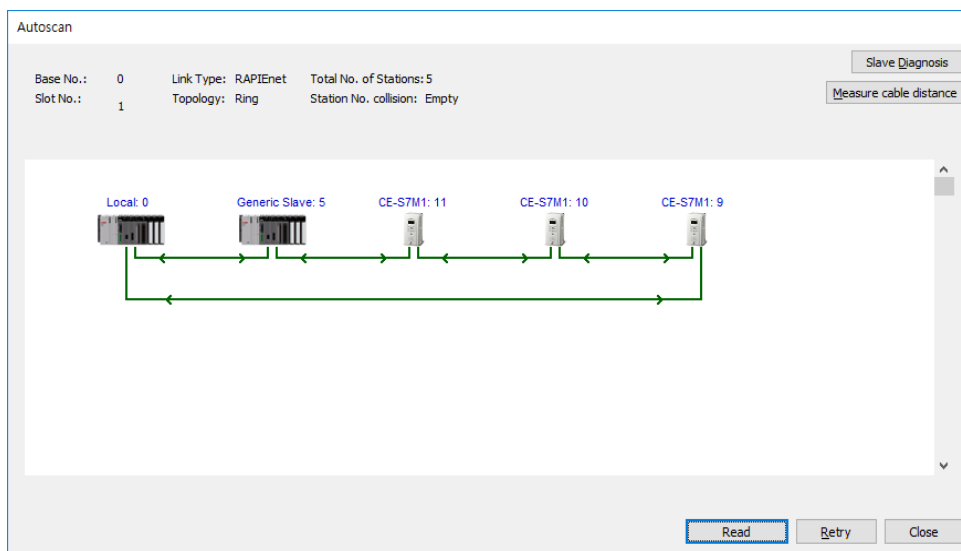 Autoscan
Slave Diagnosis
Measure cable distance
Base No.: 0 Link Type: RAPIEnet Total No. of Stations: 5
Slot No.: 1 Topology: Ring Station No. collision: Empty
Local: 0 Generic Slave: 5 CE-S7M1: 11 CE-S7M1: 10 CE-S7M1: 9
Read Retry Close